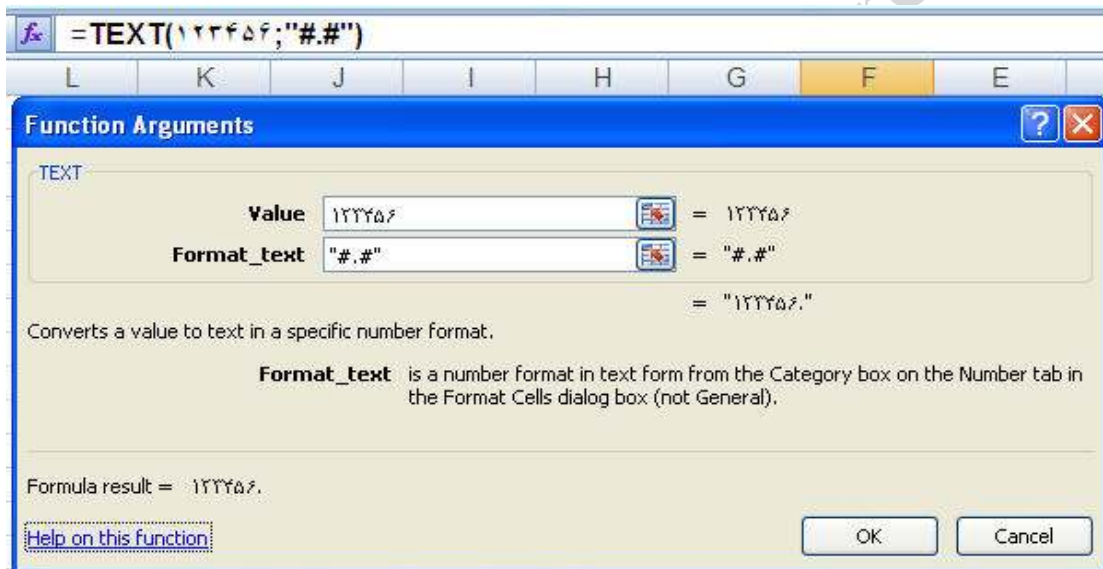 fx =TEXT(۱۲۳۴۵۶;"#.#")
L K J I H G F E
Function Arguments
TEXT
Value ۱۲۳۴۵۶ = ۱۲۳۴۵۶
Format_text "#.#" = "#.#"
= "۱۲۳۴۵۶."
Converts a value to text in a specific number format.
Format_text is a number format in text form from the Category box on the Number tab in
the Format Cells dialog box (not General).
Formula result = ۱۲۳۴۵۶.
Help on this function
OK Cancel